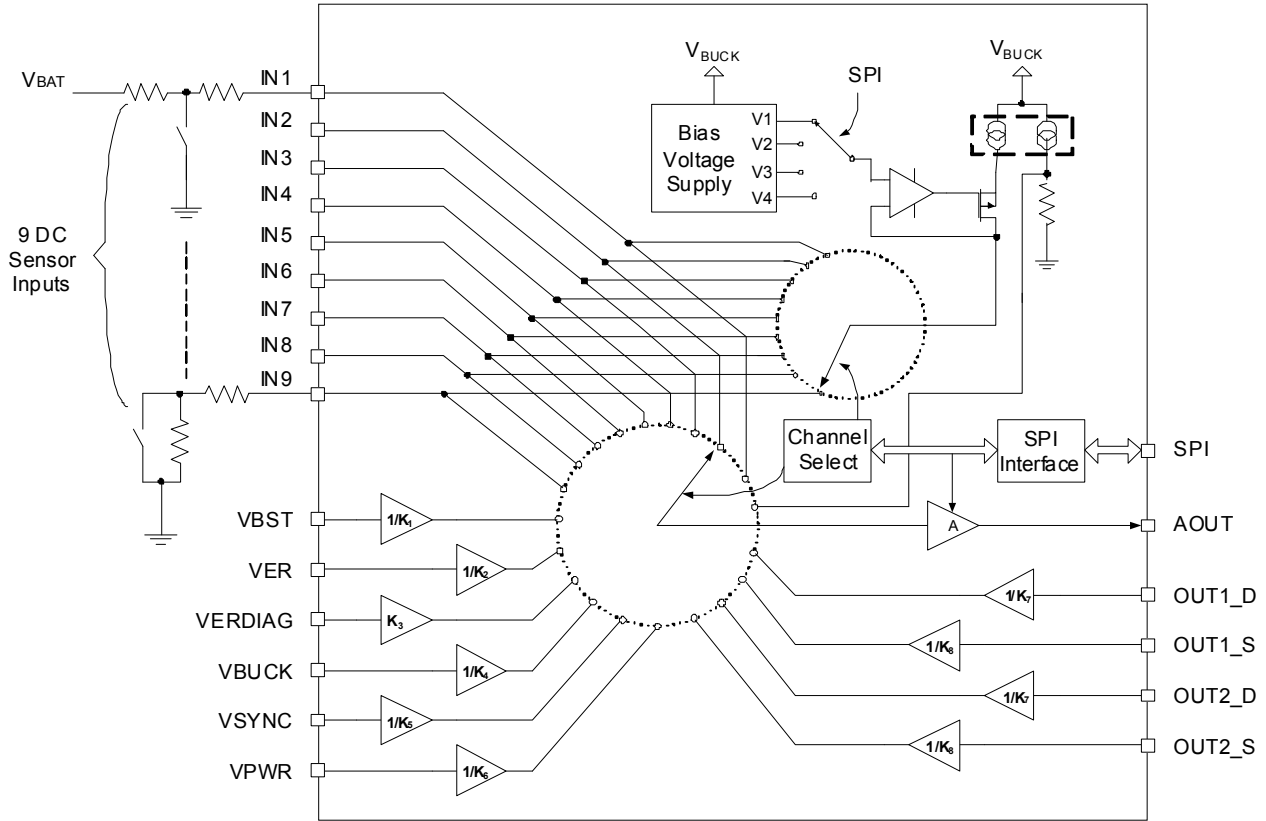 VBAT
IN1
IN2
IN3
IN4
IN5
IN6
IN7
IN8
IN9
9 DC
Sensor
Inputs
VBUCK
SPI
VBUCK
Bias
Voltage
Supply
V1
V2
V3
V4
Channel
Select
SPI
Interface
SPI
A
AOUT
VBST
1/K1
VER
1/K2
VERDIAG
K3
VBUCK
1/K4
VSYNC
1/K5
VPWR
1/K6
1/K7
OUT1_D
1/K8
OUT1_S
1/K7
OUT2_D
1/K8
OUT2_S